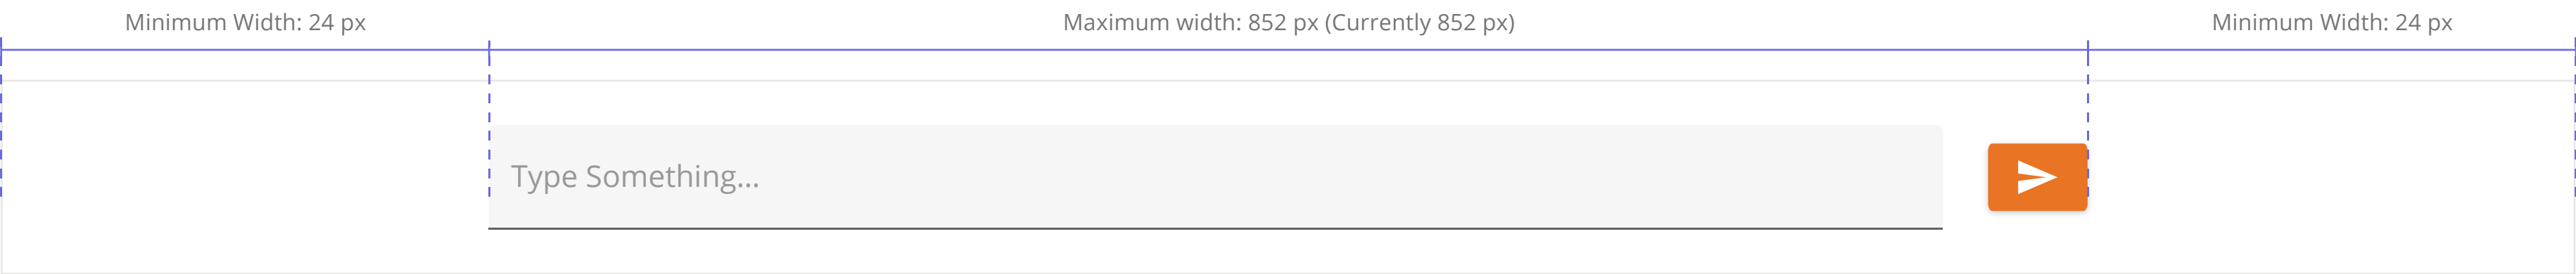 Minimum Width: 24 px
Maximum width: 852 px (Currently 852 px)
Minimum Width: 24 px
Type Something...